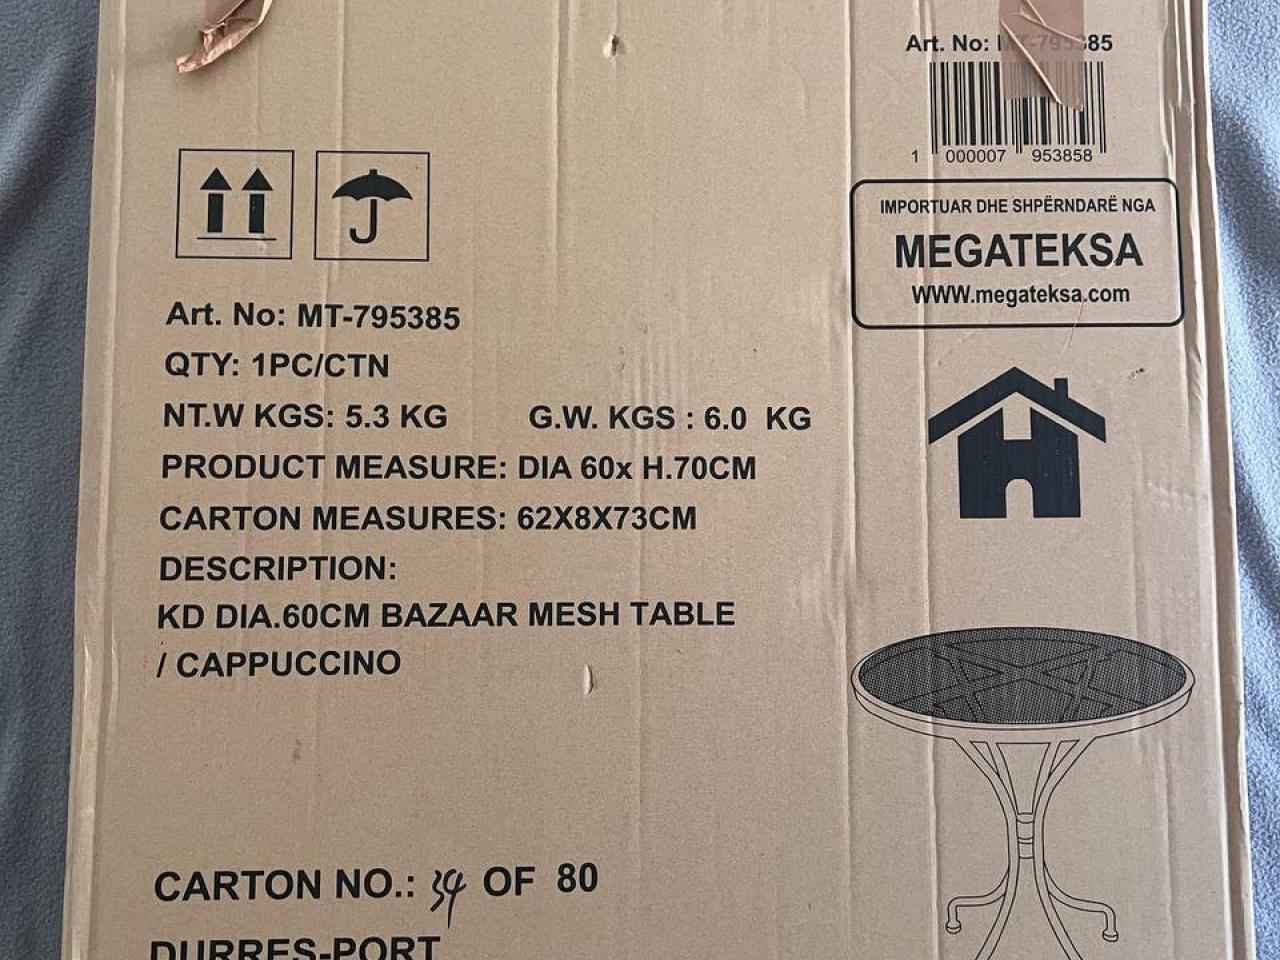 Art. No: MT-795385
1 000007 953858
IMPORTUAR DHE SHPËRNDARË NGA
MEGATEKSA
WWW.megateksa.com
Art. No: MT-795385
QTY: 1PC/CTN
NT.W KGS: 5.3 KG G.W. KGS : 6.0 KG
PRODUCT MEASURE: DIA 60x H.70CM
CARTON MEASURES: 62X8X73CM
DESCRIPTION:
KD DIA.60CM BAZAAR MESH TABLE
/ CAPPUCCINO
CARTON NO.: 34 OF 80
DURRES-PORT